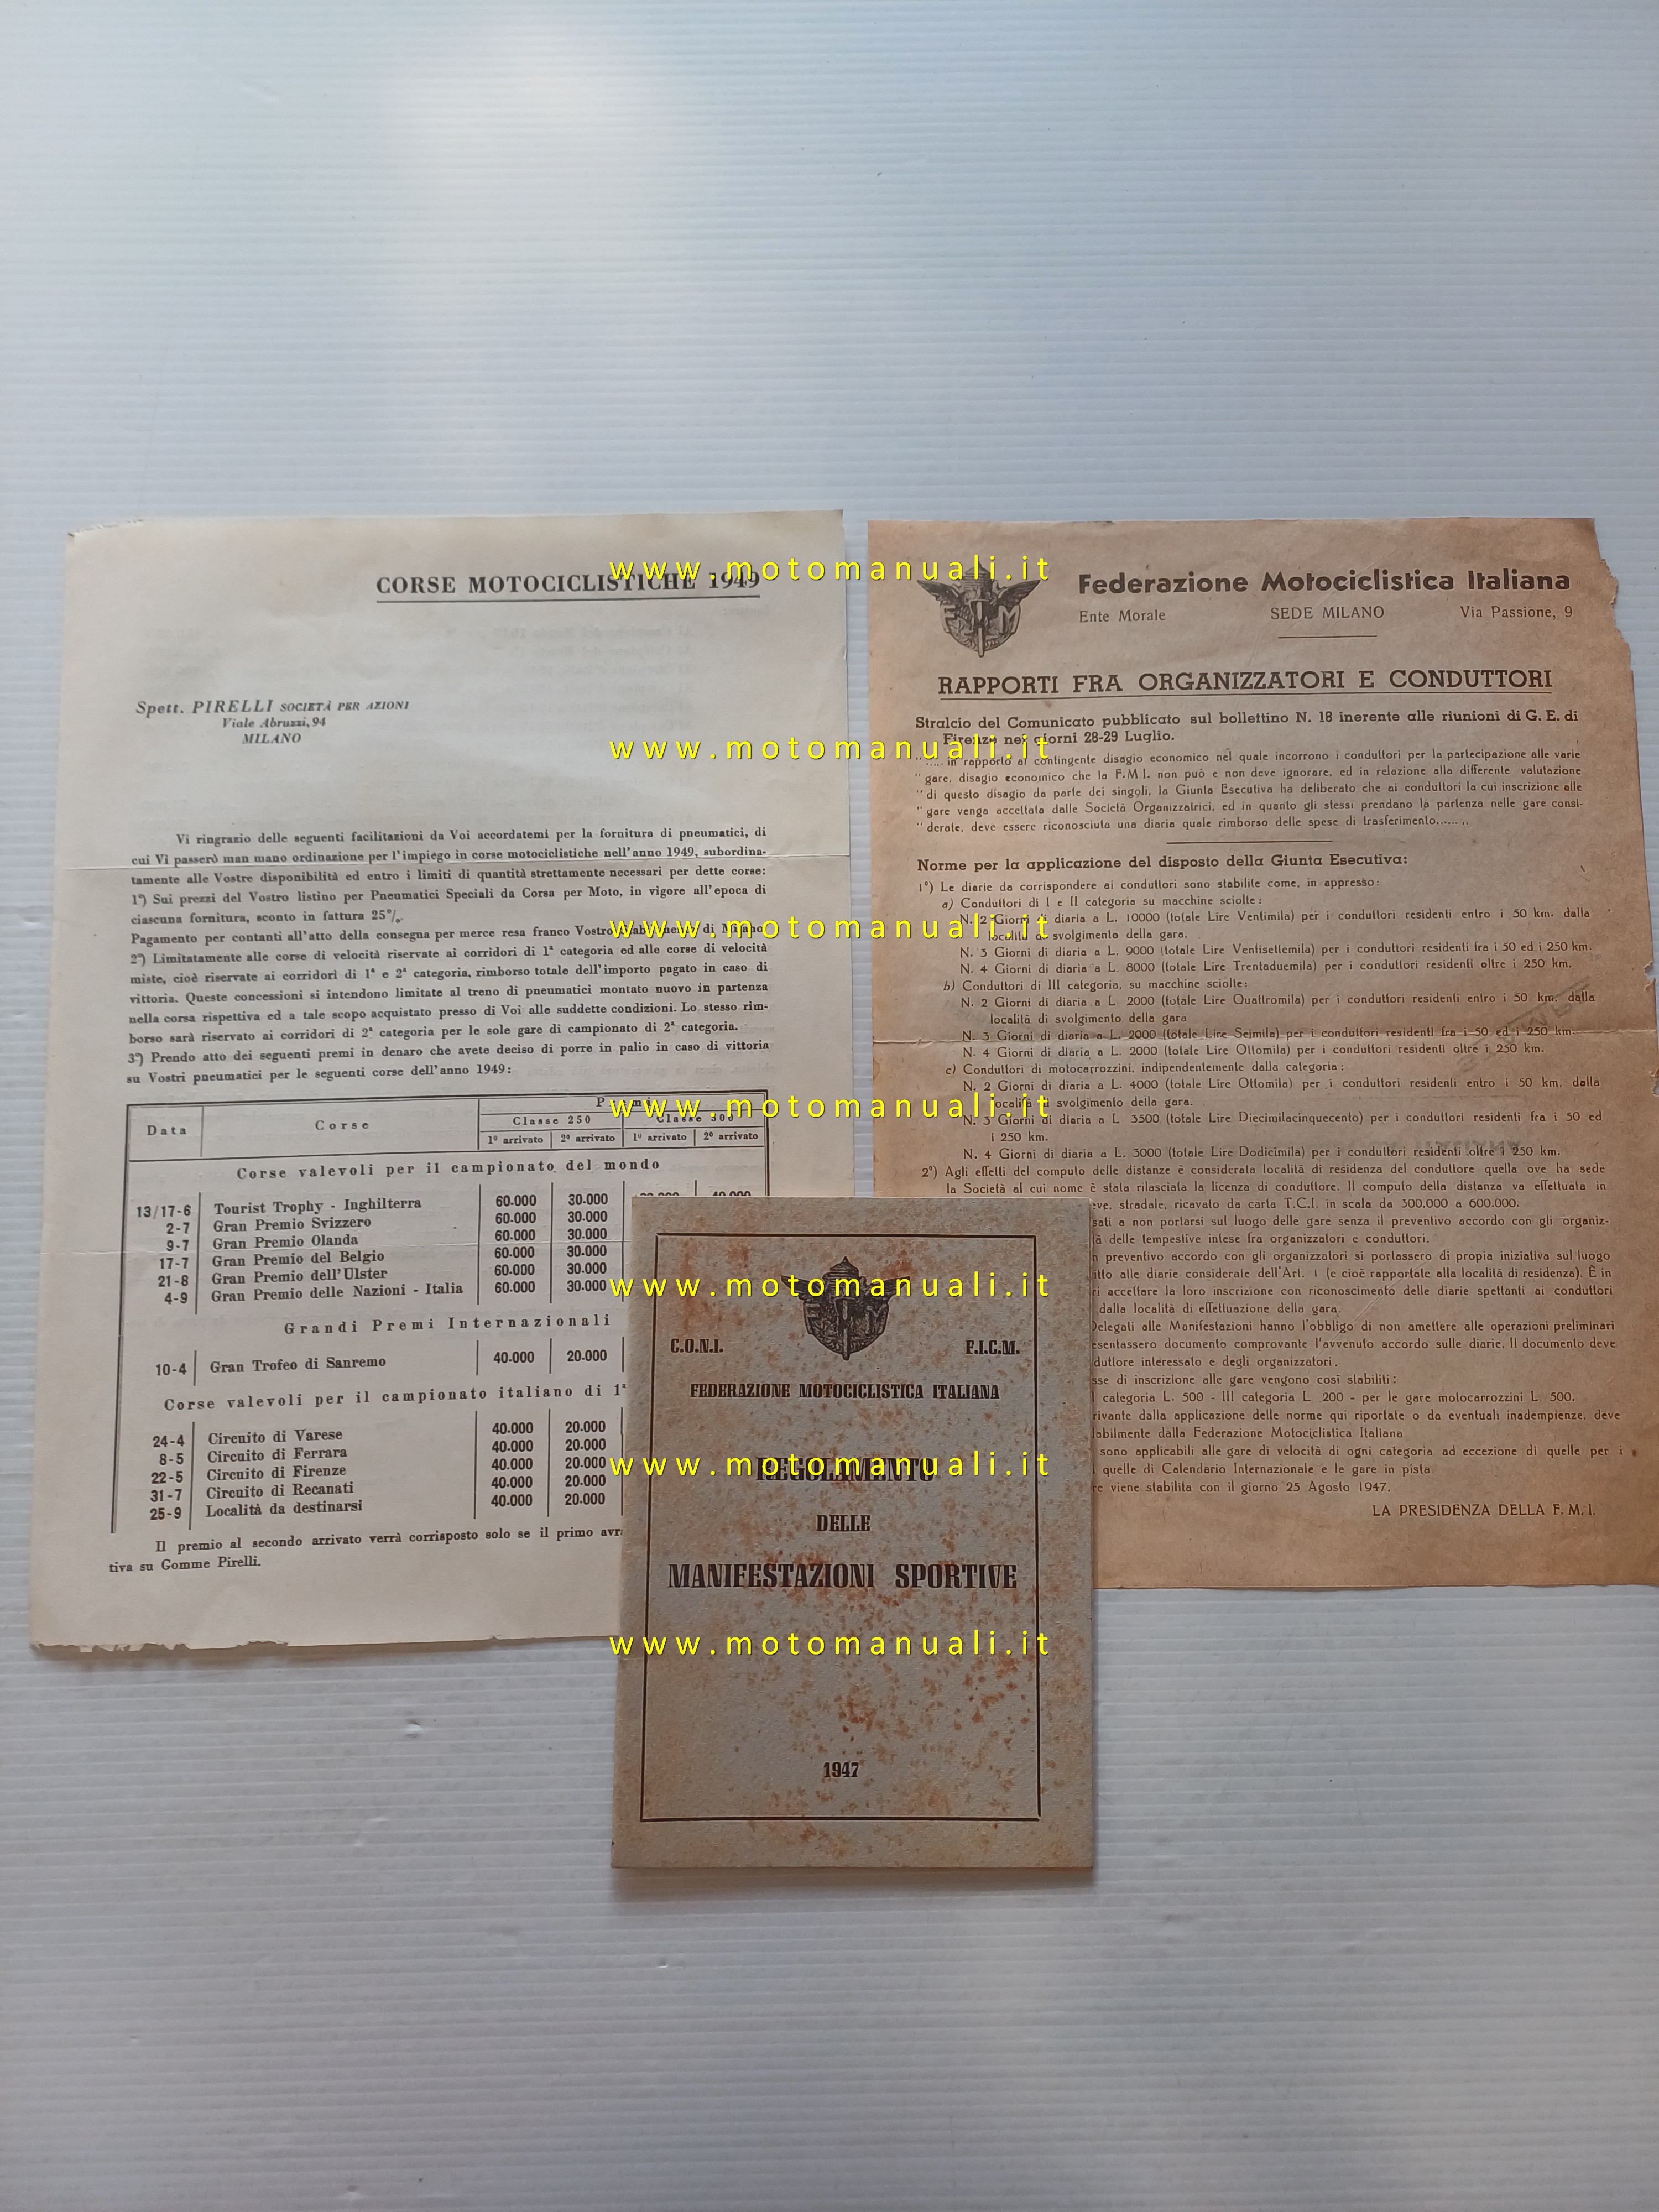 CORSE MOTOCICLISTICHE 1949
Spett. PIRELLI SOCIETÀ PER AZIONI
Viale Abruzzi, 94
MILANO
Vi ringrazio delle seguenti facilitazioni da Voi accordatemi per la fornitura di pneumatici, di
cui Vi passerò man mano ordinazione per l'impiego in corse motociclistiche nell'anno 1949, subordina-
tamente alle Vostre disponibilità ed entro i limiti di quantità strettamente necessari per dette corse:
1°) Sui prezzi del Vostro listino per Pneumatici Speciali da Corsa per Moto, in vigore all'epoca di
ciascuna fornitura, sconto in fattura 25°/₀.
Pagamento per contanti all'atto della consegna per merce resa franco Vostro di Milano
2°) Limitatamente alle corse di velocità riservate ai corridori di 1ª categoria ed alle corse di velocità
miste, cioè riservate ai corridori di 1ª e 2ª categoria, rimborso totale dell'importo pagato in caso di
vittoria. Queste concessioni si intendono limitate al treno di pneumatici montato nuovo in partenza
nella corsa rispettiva ed a tale scopo acquistato presso di Voi alle suddette condizioni. Lo stesso rim-
borso sarà riservato ai corridori di 2ª categoria per le sole gare di campionato di 2ª categoria.
3°) Prendo atto dei seguenti premi in denaro che avete deciso di porre in palio in caso di vittoria
su Vostri pneumatici per le seguenti corse dell'anno 1949:
Data Corse Premi
Classe 250 Classe 500
1° arrivato 2° arrivato 1° arrivato 2° arrivato
Corse valevoli per il campionato del mondo
13/17-6 Tourist Trophy - Inghilterra 60.000 30.000
2-7 Gran Premio Svizzero 60.000 30.000
9-7 Gran Premio Olanda 60.000 30.000
17-7 Gran Premio del Belgio 60.000 30.000
21-8 Gran Premio dell'Ulster 60.000 30.000
4-9 Gran Premio delle Nazioni - Italia 60.000 30.000
Grandi Premi Internazionali
10-4 Gran Trofeo di Sanremo 40.000 20.000
Corse valevoli per il campionato italiano di 1ª
24-4 Circuito di Varese 40.000 20.000
8-5 Circuito di Ferrara 40.000 20.000
22-5 Circuito di Firenze 40.000 20.000
31-7 Circuito di Recanati 40.000 20.000
25-9 Località da destinarsi 40.000 20.000
Il premio al secondo arrivato verrà corrisposto solo se il primo avr
tiva su Gomme Pirelli.
FMI
Federazione Motociclistica Italiana
Ente Morale SEDE MILANO Via Passione, 9
RAPPORTI FRA ORGANIZZATORI E CONDUTTORI
Stralcio del Comunicato pubblicato sul bollettino N. 18 inerente alle riunioni di G. E. di
Firenze nei giorni 28-29 Luglio.
"..... in rapporto al contingente disagio economico nel quale incorrono i conduttori per la partecipazione alle varie
" gare, disagio economico che la F.M.I. non può e non deve ignorare, ed in relazione alla differente valutazione
" di questo disagio da parte dei singoli, la Giunta Esecutiva ha deliberato che ai conduttori la cui inscrizione alle
" gare venga accettata dalle Società Organizzatrici, ed in quanto gli stessi prendano la partenza nelle gare consi-
" derate, deve essere riconosciuta una diaria quale rimborso delle spese di trasferimento.......,,
Norme per la applicazione del disposto della Giunta Esecutiva:
1°) Le diarie da corrispondere ai conduttori sono stabilite come, in appresso:
a) Conduttori di I e II categoria su macchine sciolte:
N. 2 Giorni di diaria a L. 10000 (totale Lire Ventimila) per i conduttori residenti entro i 50 km. dalla
località di svolgimento della gara.
N. 3 Giorni di diaria a L. 9000 (totale Lire Ventisettemila) per i conduttori residenti fra i 50 ed i 250 km.
N. 4 Giorni di diaria a L. 8000 (totale Lire Trentaduemila) per i conduttori residenti oltre i 250 km.
b) Conduttori di III categoria, su macchine sciolte:
N. 2 Giorni di diaria a L 2000 (totale Lire Quattromila) per i conduttori residenti entro i 50 km. dalla
località di svolgimento della gara
N. 3 Giorni di diaria a L. 2000 (totale Lire Seimila) per i conduttori residenti fra i 50 ed i 250 km.
N. 4 Giorni di diaria a L. 2000 (totale Lire Ottomila) per i conduttori residenti oltre i 250 km.
c) Conduttori di motocarrozzini, indipendentemente dalla categoria:
N. 2 Giorni di diaria a L. 4000 (totale Lire Ottomila) per i conduttori residenti entro i 50 km. dalla
località di svolgimento della gara.
N. 3 Giorni di diaria a L 3500 (totale Lire Diecimilacinquecento) per i conduttori residenti fra i 50 ed
i 250 km.
N. 4 Giorni di diaria a L. 3000 (totale Lire Dodicimila) per i conduttori residenti oltre i 250 km.
2°) Agli effetti del computo delle distanze è considerata località di residenza del conduttore quella ove ha sede
la Società al cui nome è stata rilasciata la licenza di conduttore. Il computo della distanza va effettuata in
eve, stradale, ricavato da carta T.C.I. in scala da 300.000 a 600.000.
sati a non portarsi sul luogo delle gare senza il preventivo accordo con gli organiz-
à delle tempestive intese fra organizzatori e conduttori.
n preventivo accordo con gli organizzatori si portassero di propria iniziativa sul luogo
itto alle diarie considerate dell'Art. 1 (e cioè rapportate alla località di residenza). È in
ri accettare la loro inscrizione con riconoscimento delle diarie spettanti ai conduttori
dalla località di effettuazione della gara.
Delegati alle Manifestazioni hanno l'obbligo di non amettere alle operazioni preliminari
esentassero documento comprovante l'avvenuto accordo sulle diarie. Il documento deve
duttore interessato e degli organizzatori.
sse di inscrizione alle gare vengono così stabiliti:
categoria L. 500 - III categoria L 200 - per le gare motocarrozzini L. 500.
rivante dalla applicazione delle norme qui riportate o da eventuali inadempienze, deve
labilmente dalla Federazione Motociclistica Italiana
sono applicabili alle gare di velocità di ogni categoria ad eccezione di quelle per i
quelle di Calendario Internazionale e le gare in pista.
re viene stabilita con il giorno 25 Agosto 1947.
LA PRESIDENZA DELLA F.M.I.
FMI
C.O.N.I. F.I.C.M.
FEDERAZIONE MOTOCICLISTICA ITALIANA
REGOLAMENTO
DELLE
MANIFESTAZIONI SPORTIVE
1947
www.motomanuali.it
www.motomanuali.it
www.motomanuali.it
www.motomanuali.it
www.motomanuali.it
www.motomanuali.it
www.motomanuali.it